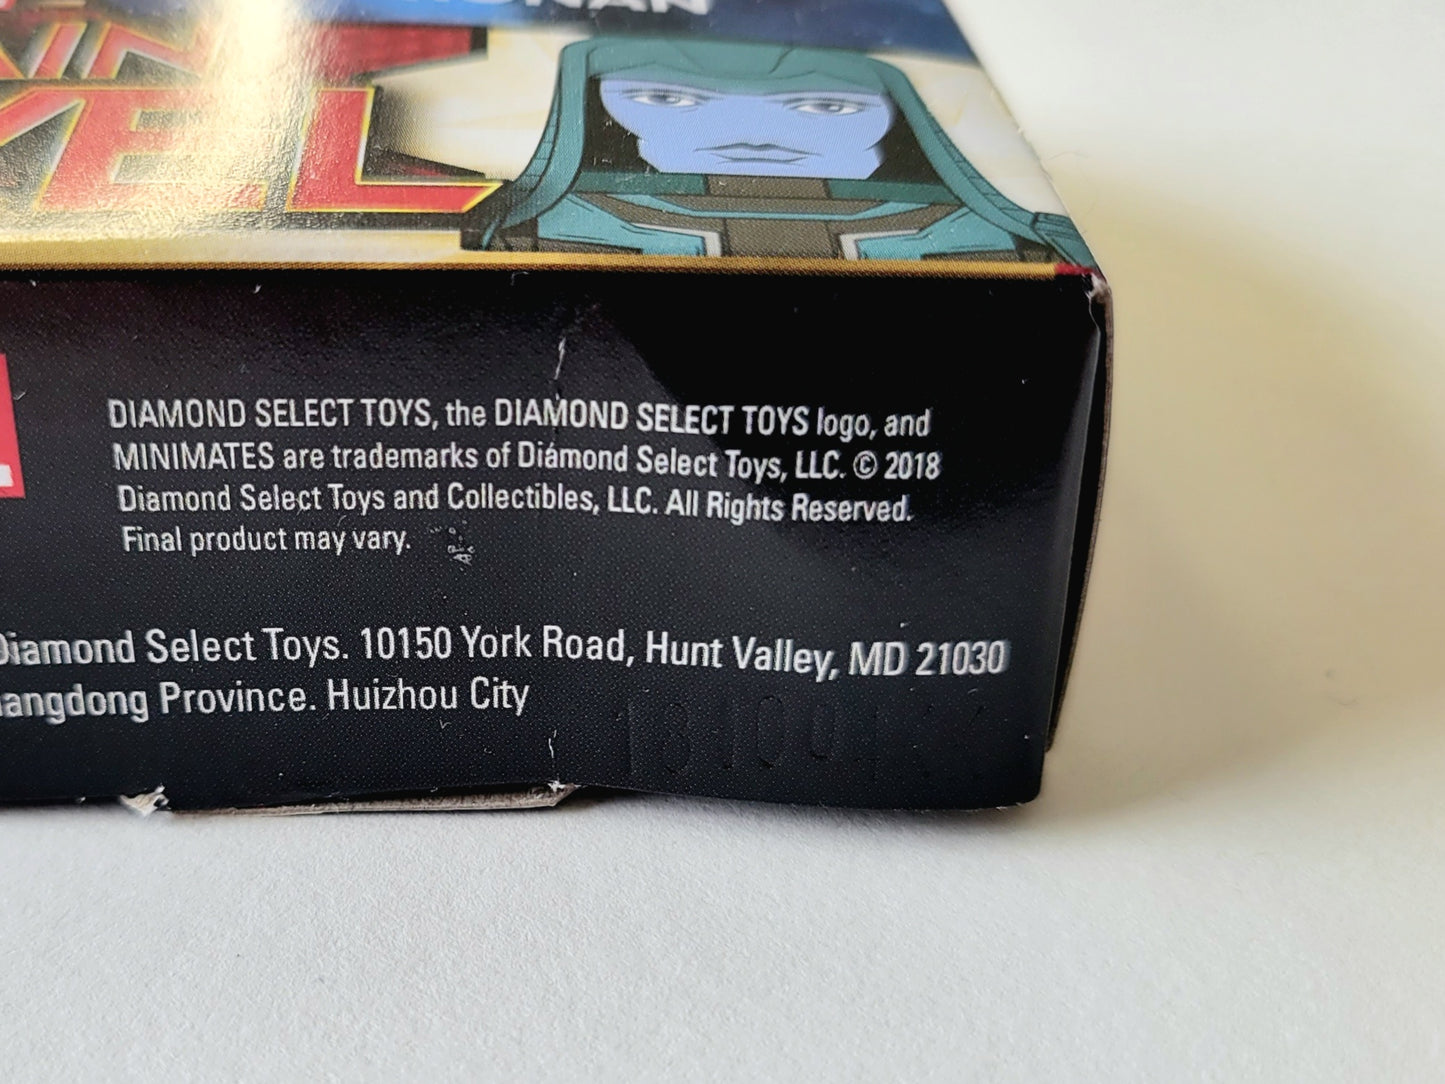 DIAMOND SELECT TOYS, the DIAMOND SELECT TOYS logo, and
MINIMATES are trademarks of Diamond Select Toys, LLC. © 2018
Diamond Select Toys and Collectibles, LLC. All Rights Reserved.
Final product may vary.
Diamond Select Toys. 10150 York Road, Hunt Valley, MD 21030
angdong Province. Huizhou City